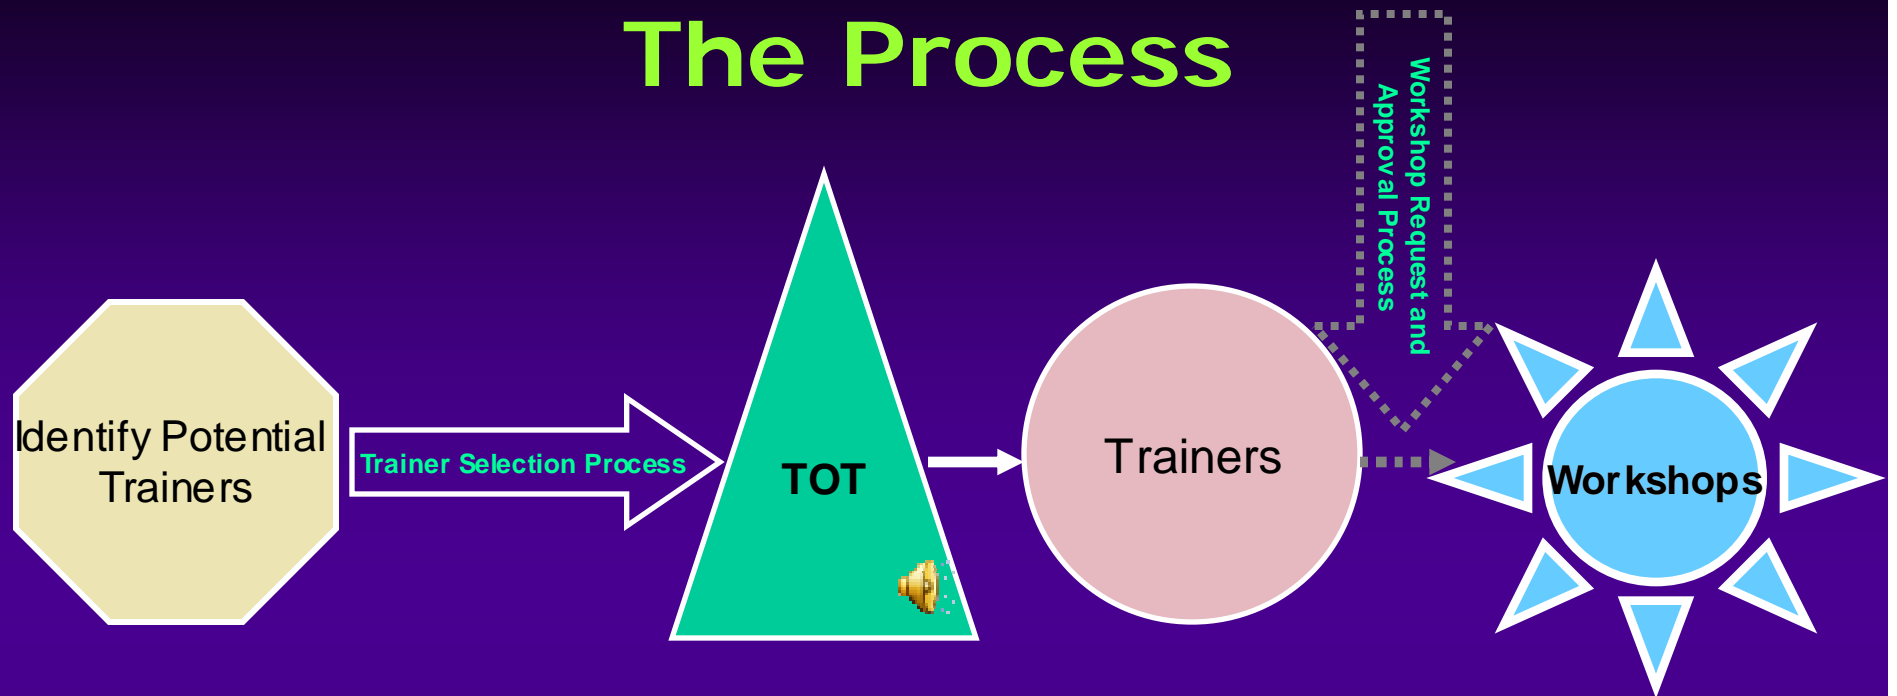 The Process
Workshop Request and
Approval Process
Identify Potential
Trainers
Trainer Selection Process
TOT
Trainers
Workshops